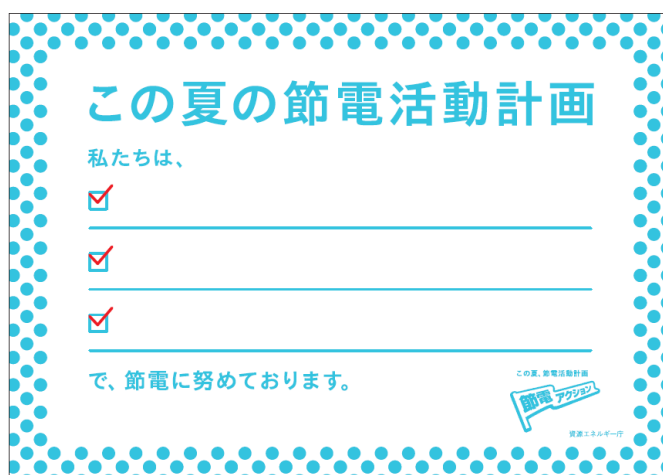 この夏の節電活動計画
私たちは、
で、節電に努めております。
この夏、節電活動計画
節電アクション
資源エネルギー庁